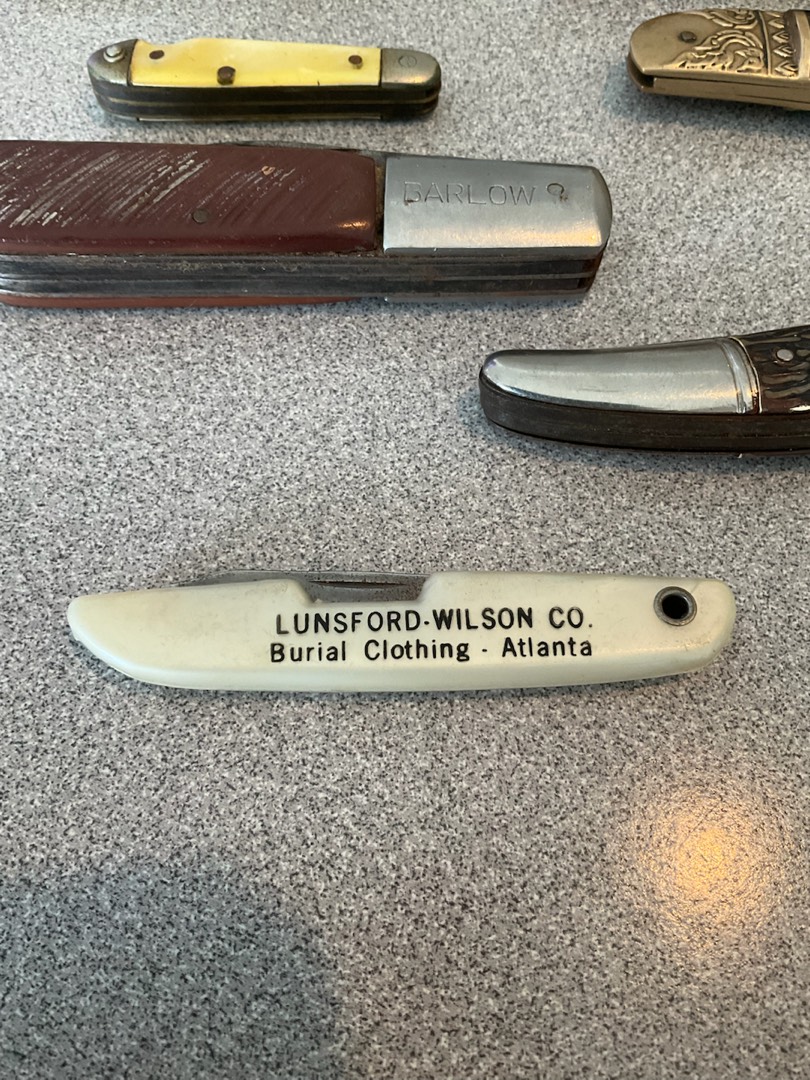 BARLOW
LUNSFORD-WILSON CO.
Burial Clothing - Atlanta